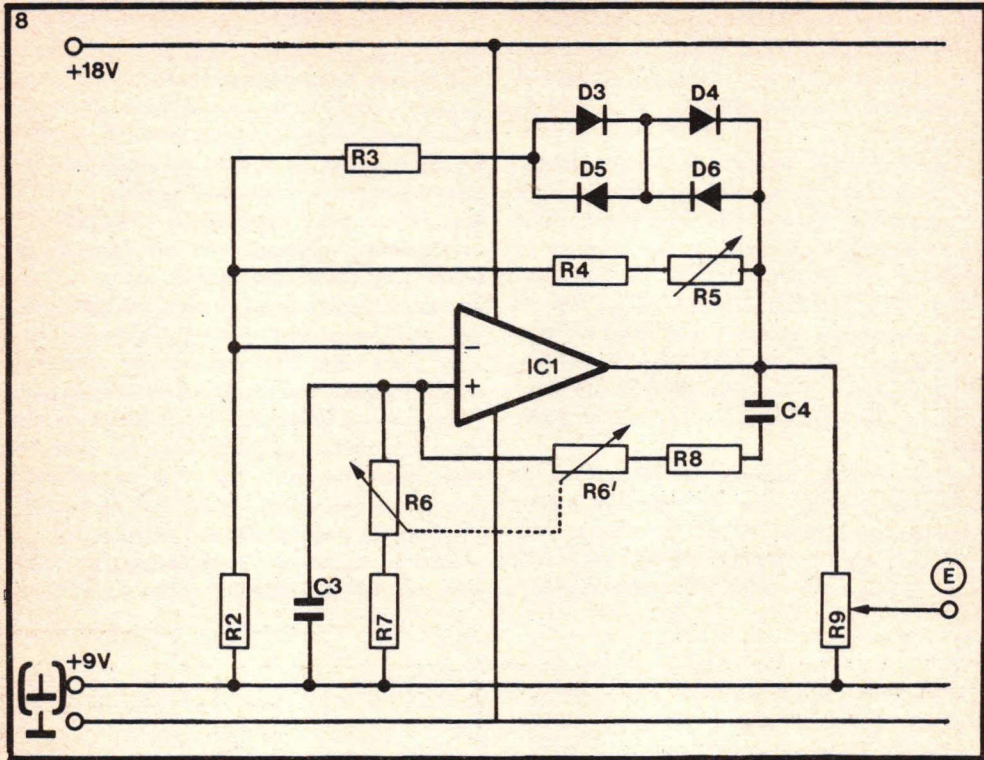 8
+18V
D3 D4
R3
D5 D6
R4
R5
−
IC1
+
C4
R8
R6'
R6
C3
E
R2
R7
R9
+9V